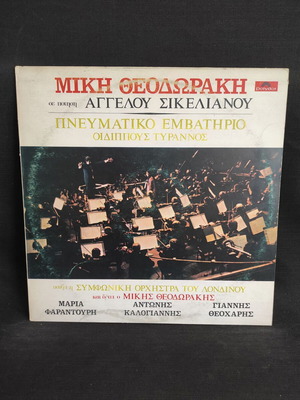 ΜΙΚΗ ΘΕΟΔΩΡΑΚΗ
σε ποίηση ΑΓΓΕΛΟΥ ΣΙΚΕΛΙΑΝΟΥ
ΠΝΕΥΜΑΤΙΚΟ ΕΜΒΑΤΗΡΙΟ
ΟΙΔΙΠΠΟΥΣ ΤΥΡΑΝΝΟΣ
παίζει η ΣΥΜΦΩΝΙΚΗ ΟΡΧΗΣΤΡΑ ΤΟΥ ΛΟΝΔΙΝΟΥ
ΜΙΚΗΣ ΘΕΟΔΩΡΑΚΗΣ
ΜΑΡΙΑ ΦΑΡΑΝΤΟΥΡΗ
ΑΝΤΩΝΗΣ ΚΑΛΟΓΙΑΝΝΗΣ
ΓΙΑΝΝΗΣ ΘΕΟΧΑΡΗΣ